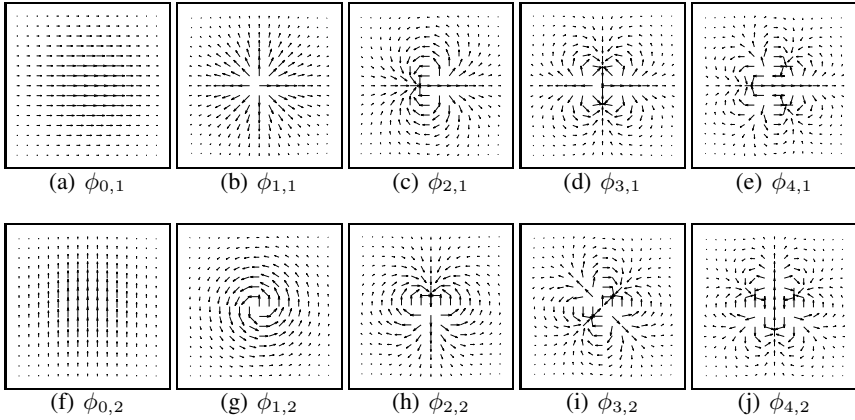 (a) ϕ0,1 (b) ϕ1,1 (c) ϕ2,1 (d) ϕ3,1 (e) ϕ4,1
(f) ϕ0,2 (g) ϕ1,2 (h) ϕ2,2 (i) ϕ3,2 (j) ϕ4,2